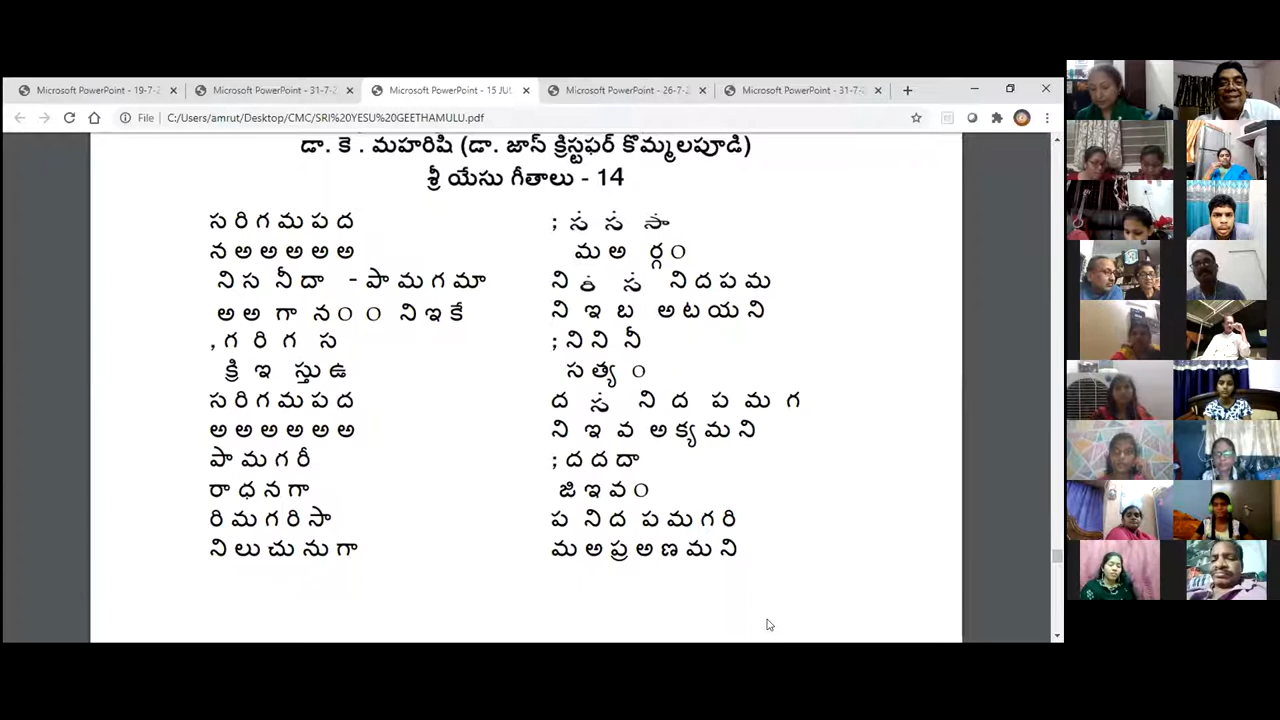 Microsoft PowerPoint - 19-7-2 Microsoft PowerPoint - 31-7-2 Microsoft PowerPoint - 15 JU Microsoft PowerPoint - 26-7-2 Microsoft PowerPoint - 31-7-
File C:/Users/amrut/Desktop/CMC/SRI%20YESU%20GEETHAMULU.pdf
డా. కె . మహరిషి (డా. జాన్ క్రిస్టఫర్ కొమ్మలపూడి)
శ్రీ యేసు గీతాలు - 14
స రి గ మ ప ద ; స̇ స̇ సా̇
న అ అ అ అ అ మ అ ర్గ ం
ని స నీ దా - పా మ గ మా ని రి̇ స̇ ని ద ప మ
అ అ గా న ం ం ని ఇ కే ని ఇ బ అ ట య ని
, గ రి గ స ; ని ని నీ
క్రి ఇ స్తు ఉ స త్య ం
స రి గ మ ప ద ద స̇ ని ద ప మ గ
అ అ అ అ అ అ ని ఇ వ అ క్య మ ని
పా మ గ రీ ; ద ద దా
రా ధ న గా జి ఇ వ ం
రి మ గ రి సా ప ని ద ప మ గ రి
ని లు చు ను గా మ అ ప్ర అ ణ మ ని